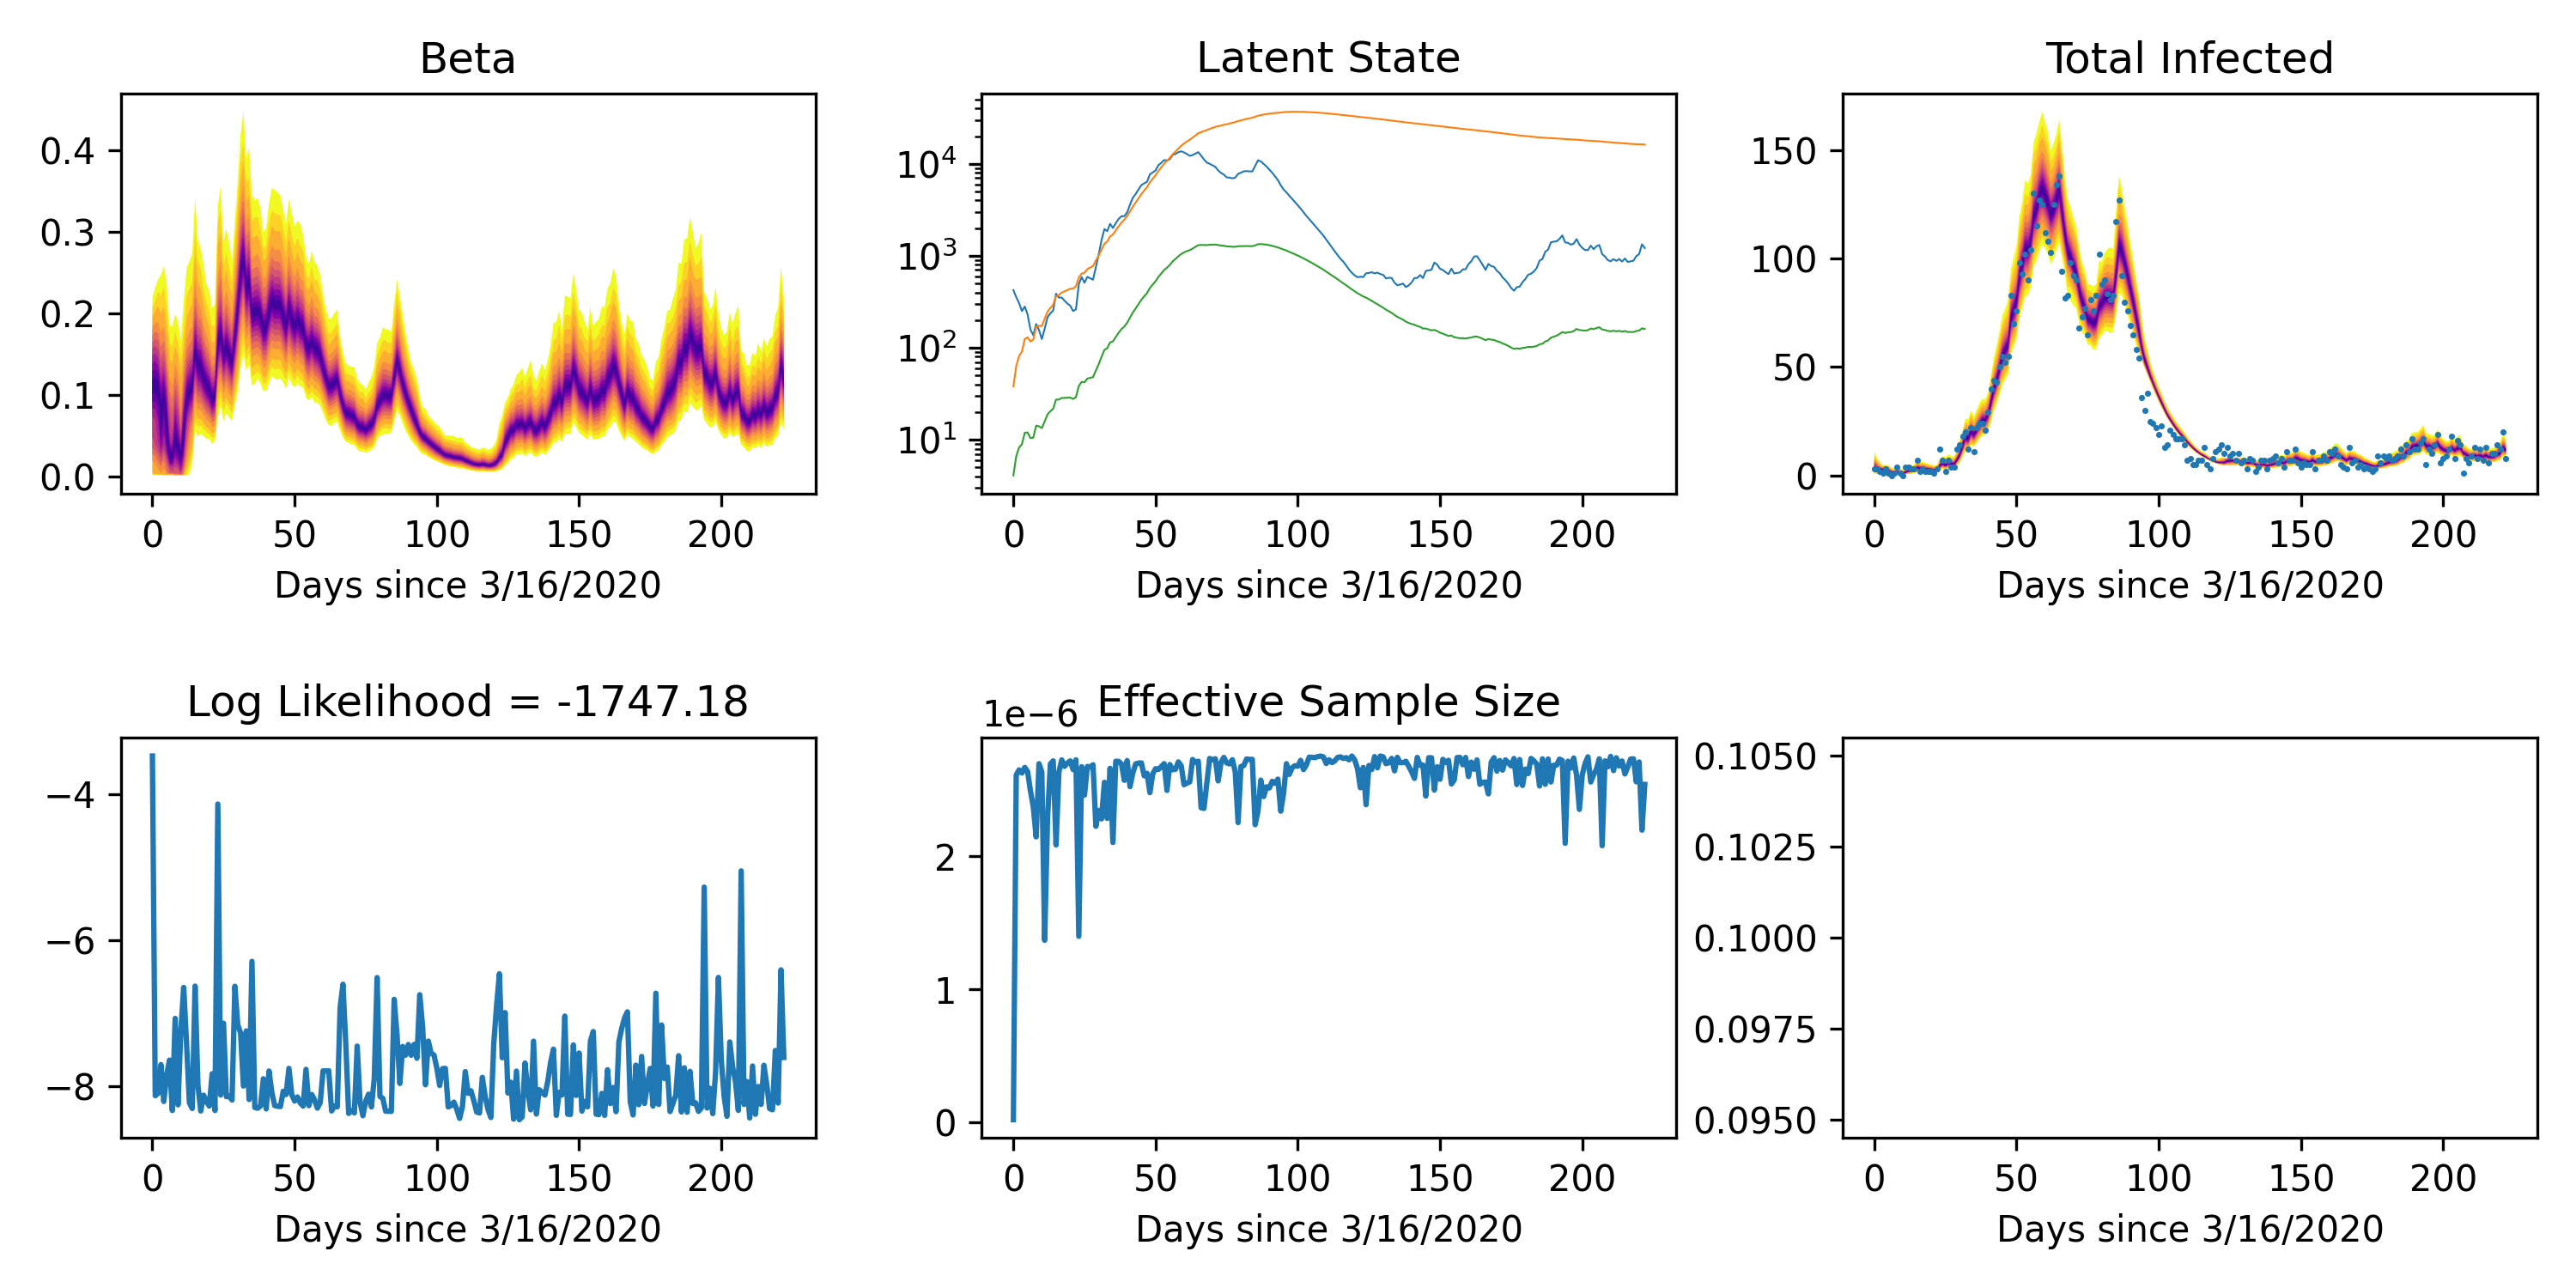 Beta
0.4
0.3
0.2
0.1
0.0
0 50 100 150 200
Days since 3/16/2020
Latent State
10⁴
10³
10²
10¹
0 50 100 150 200
Days since 3/16/2020
Total Infected
150
100
50
0
0 50 100 150 200
Days since 3/16/2020
Log Likelihood = -1747.18
−4
−6
−8
0 50 100 150 200
Days since 3/16/2020
1e−6 Effective Sample Size
2
1
0
0 50 100 150 200
Days since 3/16/2020
0.1050
0.1025
0.1000
0.0975
0.0950
0 50 100 150 200
Days since 3/16/2020